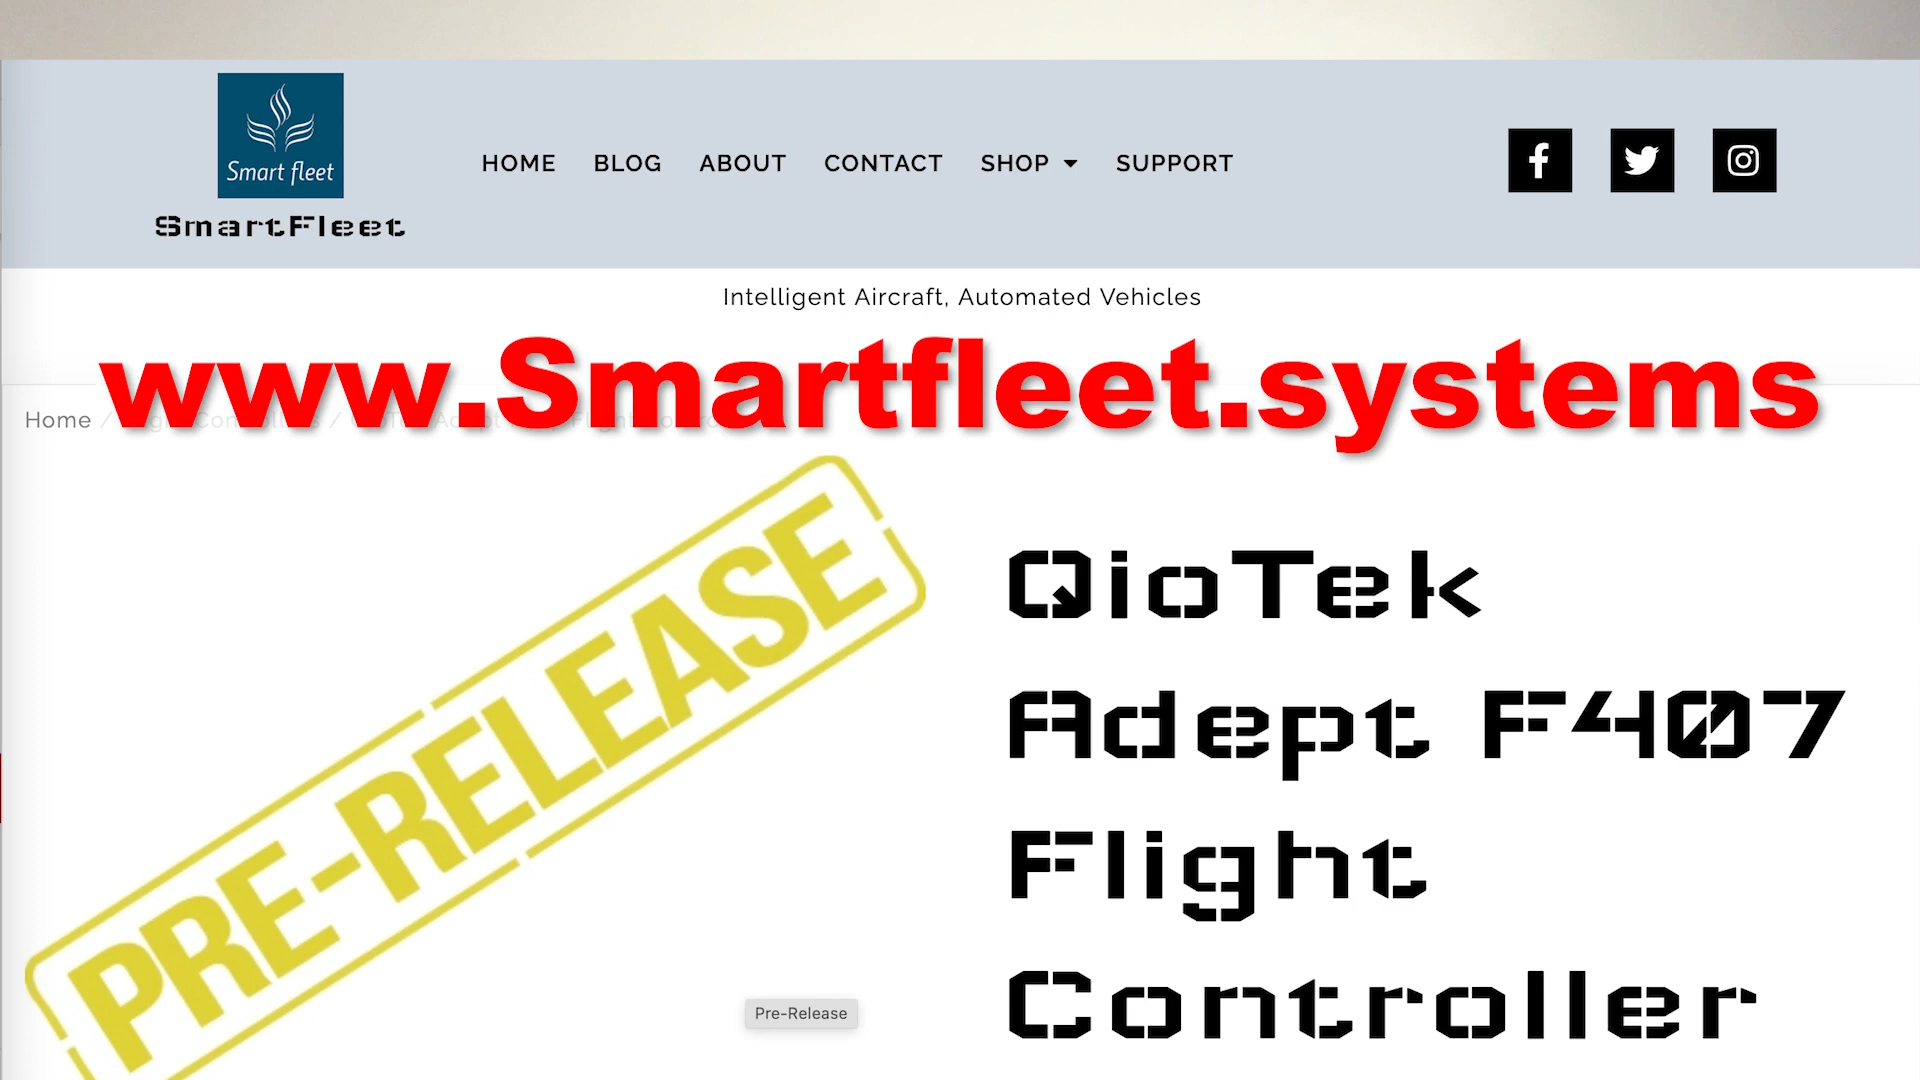 Smart fleet
SmartFleet
HOME BLOG ABOUT CONTACT SHOP SUPPORT
Intelligent Aircraft, Automated Vehicles
www.Smartfleet.systems
Home /
PRE-RELEASE
Pre-Release
QioTek
Adept F407
Flight
Controller